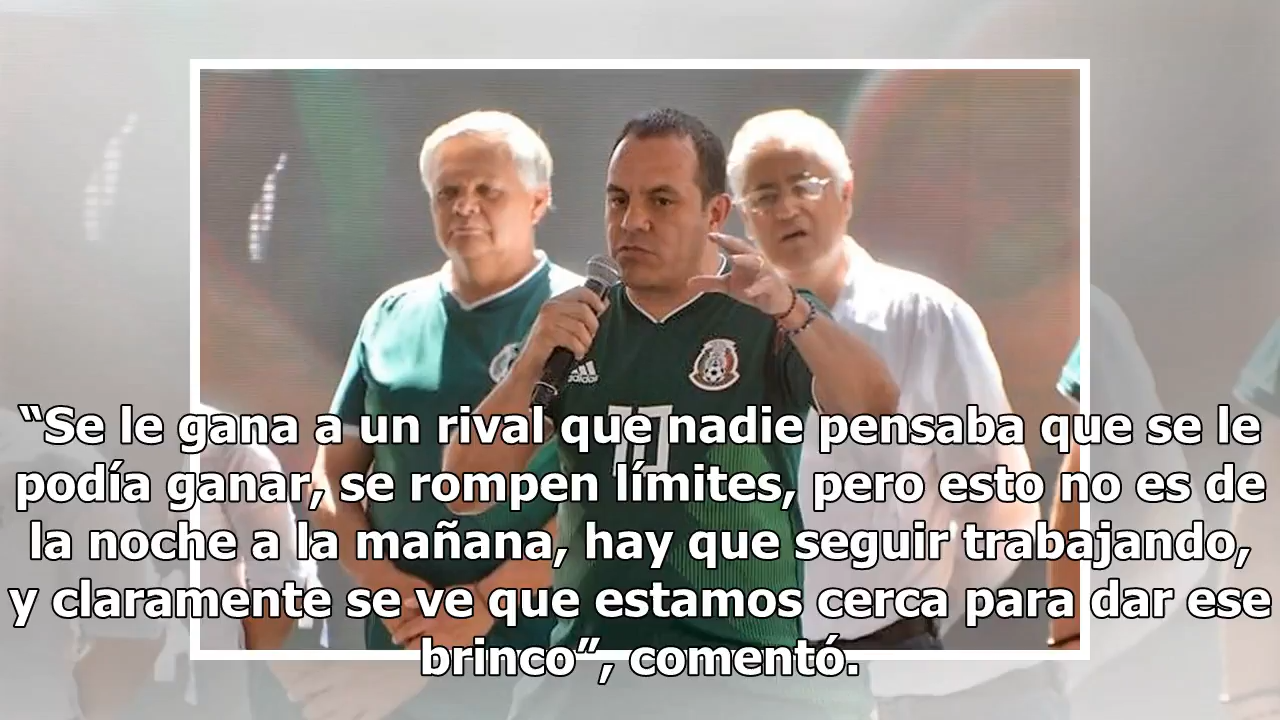 adidas
10
“Se le gana a un rival que nadie pensaba que se le
podía ganar, se rompen límites, pero esto no es de
la noche a la mañana, hay que seguir trabajando,
y claramente se ve que estamos cerca para dar ese
brinco”, comentó.